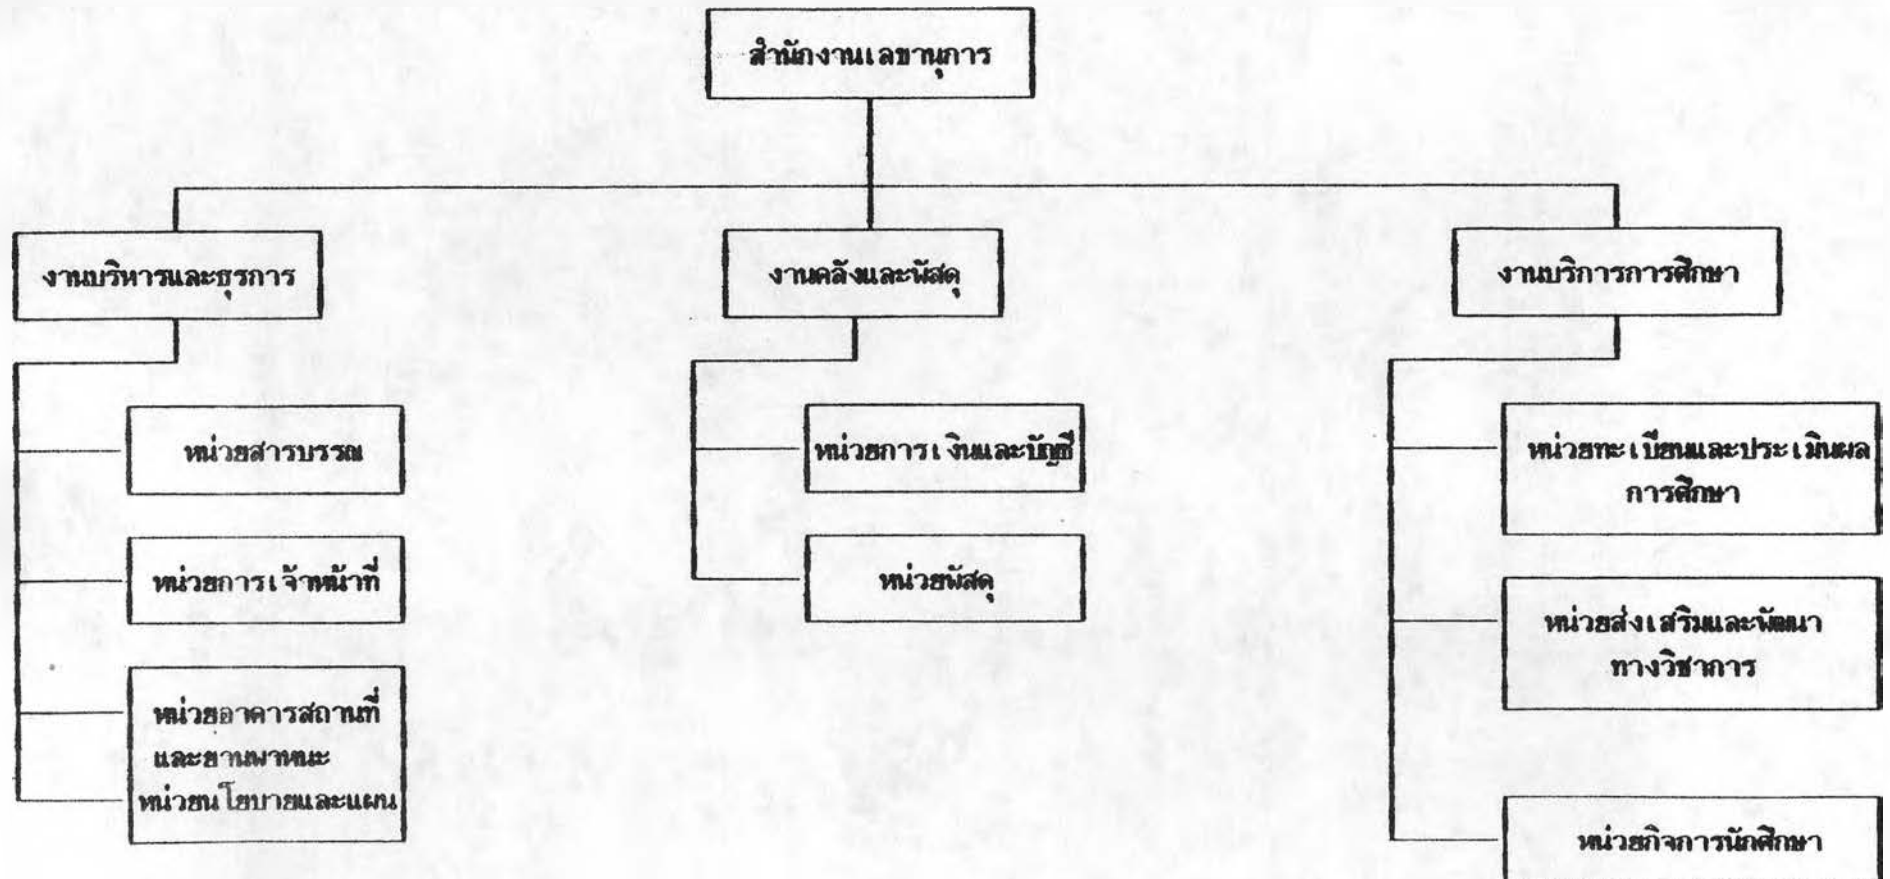 สำนักงานเลขานุการ
งานบริหารและธุรการ
งานคลังและพัสดุ
งานบริการการศึกษา
หน่วยสารบรรณ
หน่วยการเจ้าหน้าที่
หน่วยอาคารสถานที่
และยานพาหนะ
หน่วยนโยบายและแผน
หน่วยการเงินและบัญชี
หน่วยพัสดุ
หน่วยทะเบียนและประเมินผล
การศึกษา
หน่วยส่งเสริมและพัฒนา
ทางวิชาการ
หน่วยกิจการนักศึกษา